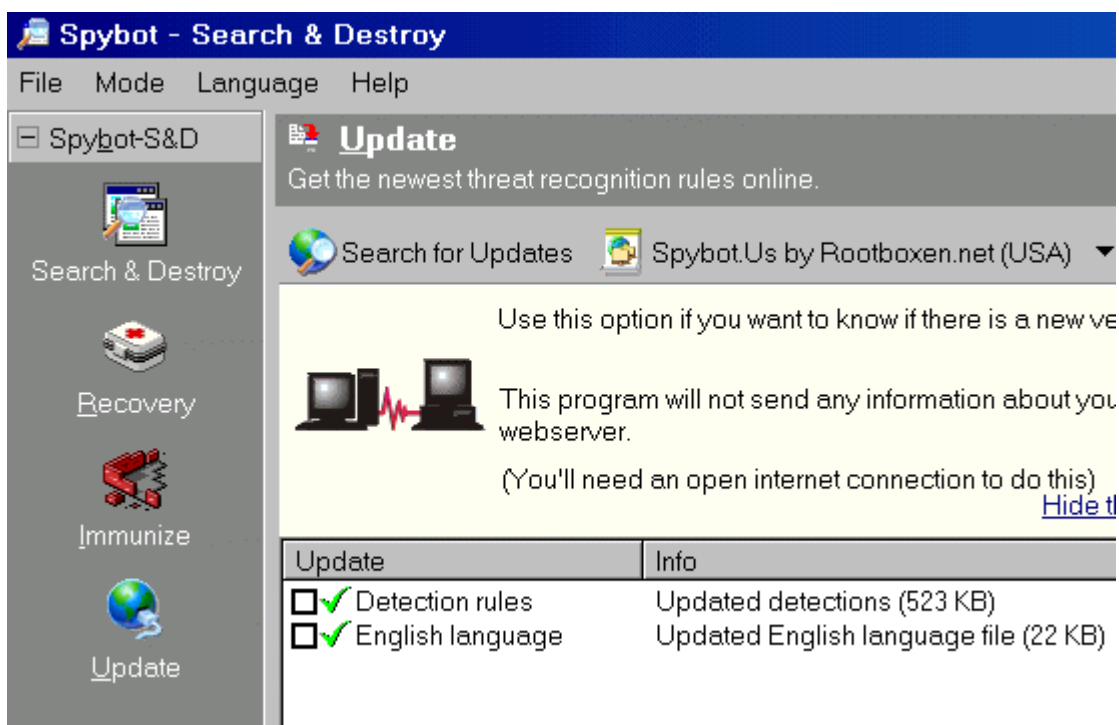 Spybot - Search & Destroy
File Mode Language Help
Spybot-S&D
Search & Destroy
Recovery
Immunize
Update
Update
Get the newest threat recognition rules online.
Search for Updates Spybot.Us by Rootboxen.net (USA)
Use this option if you want to know if there is a new
This program will not send any information about
webserver.
(You'll need an open internet connection to do this)
Hide
Update Info
Detection rules Updated detections (523 KB)
English language Updated English language file (22 KB)